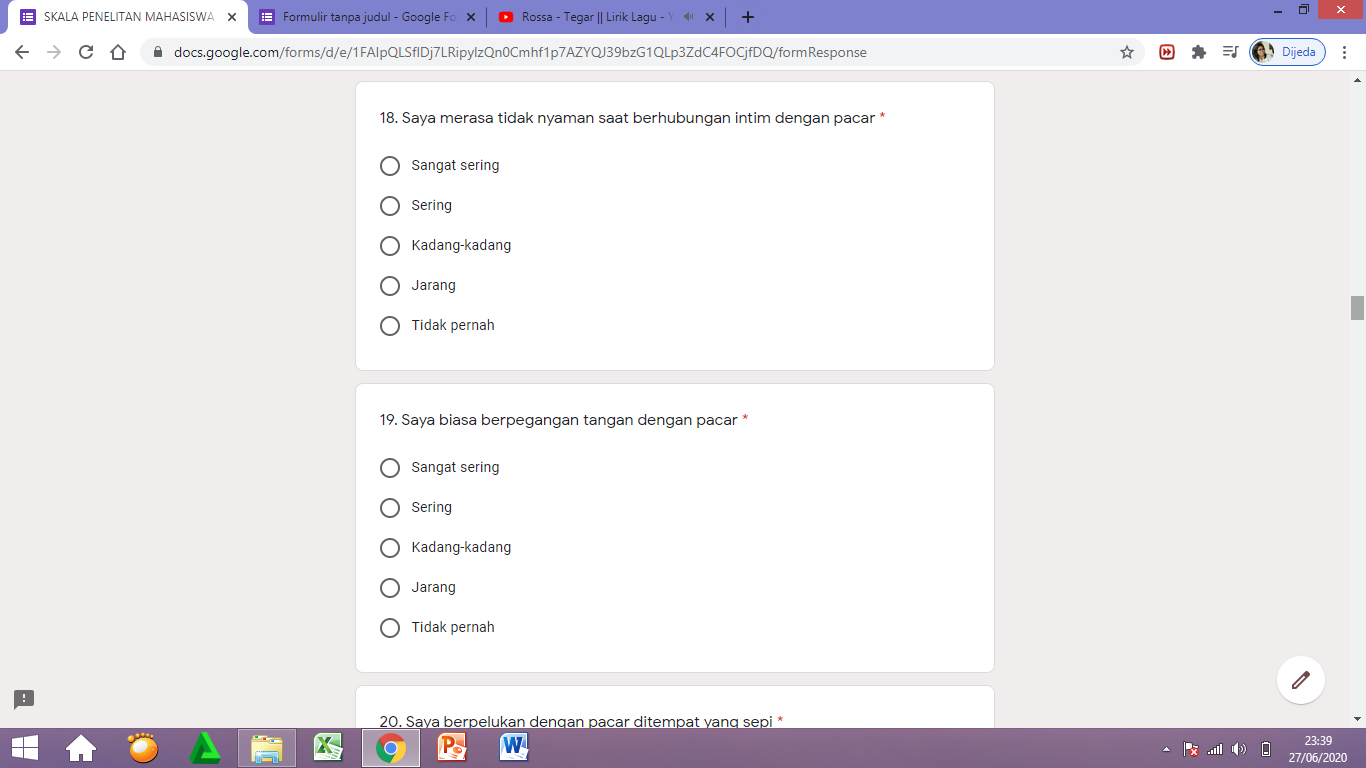 SKALA PENELITAN MAHASISWA
Formulir tanpa judul - Google Fo
Rossa - Tegar || Lirik Lagu - Y
docs.google.com/forms/d/e/1FAIpQLSfIDj7LRipyIzQn0Cmhf1p7AZYQJ39bzG1QLp3ZdC4FOCjfDQ/formResponse
Dijeda
18. Saya merasa tidak nyaman saat berhubungan intim dengan pacar *
Sangat sering
Sering
Kadang-kadang
Jarang
Tidak pernah
19. Saya biasa berpegangan tangan dengan pacar *
Sangat sering
Sering
Kadang-kadang
Jarang
Tidak pernah
20. Saya berpelukan dengan pacar ditempat yang sepi *
23:39
27/06/2020